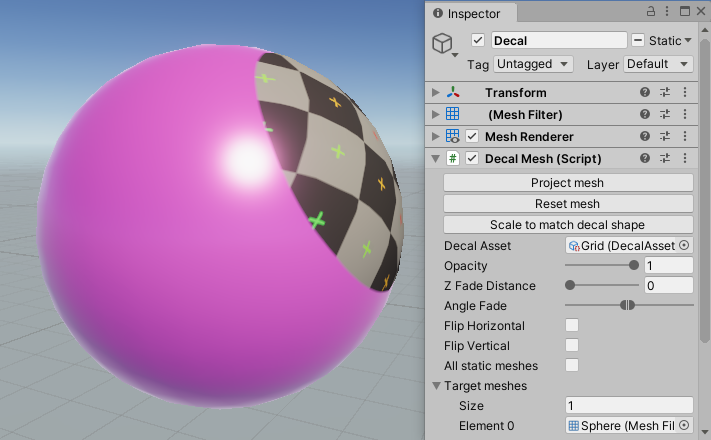 Inspector
Decal
Static
Tag Untagged Layer Default
Transform
(Mesh Filter)
Mesh Renderer
# Decal Mesh (Script)
Project mesh
Reset mesh
Scale to match decal shape
Decal Asset Grid (DecalAsset
Opacity 1
Z Fade Distance 0
Angle Fade
Flip Horizontal
Flip Vertical
All static meshes
Target meshes
Size 1
Element 0 Sphere (Mesh Fil